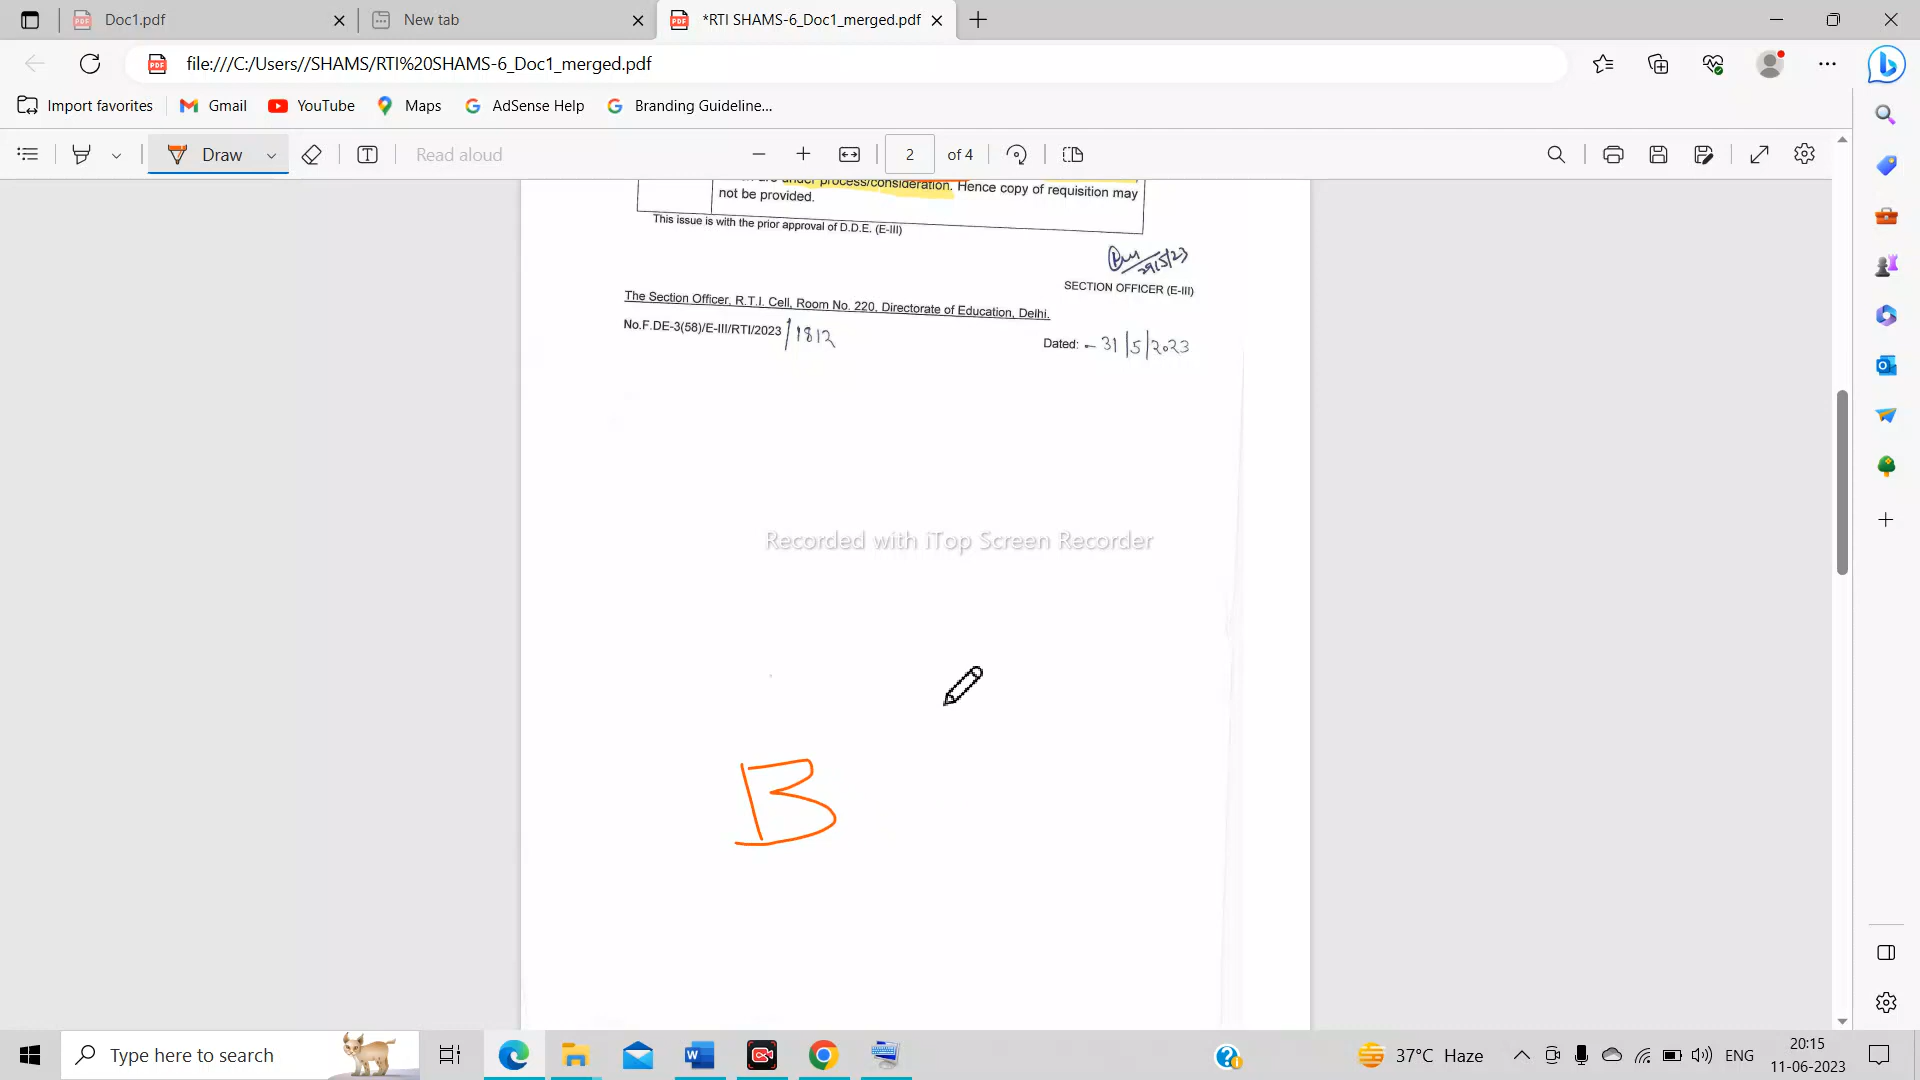 Doc1.pdf
New tab
*RTI SHAMS-6_Doc1_merged.pdf
file:///C:/Users//SHAMS/RTI%20SHAMS-6_Doc1_merged.pdf
Import favorites
Gmail
YouTube
Maps
AdSense Help
Branding Guideline...
Draw
Read aloud
2 of 4
under process/consideration. Hence copy of requisition may
not be provided.
This issue is with the prior approval of D.D.E. (E-III)
29/5/23
SECTION OFFICER (E-III)
The Section Officer, R.T.I. Cell, Room No. 220, Directorate of Education, Delhi.
No.F.DE-3(58)/E-III/RTI/2023 /1812
Dated: - 31/5/2023
Recorded with iTop Screen Recorder
B
Type here to search
37°C Haze
ENG
20:15
11-06-2023